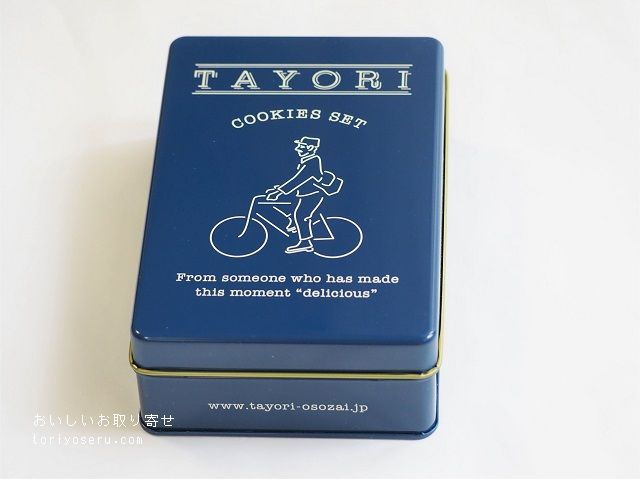 TAYORI
COOKIES SET
From someone who has made
this moment “delicious”
www.tayori-osozai.jp
おいしいお取り寄せ
loriyoseru.com